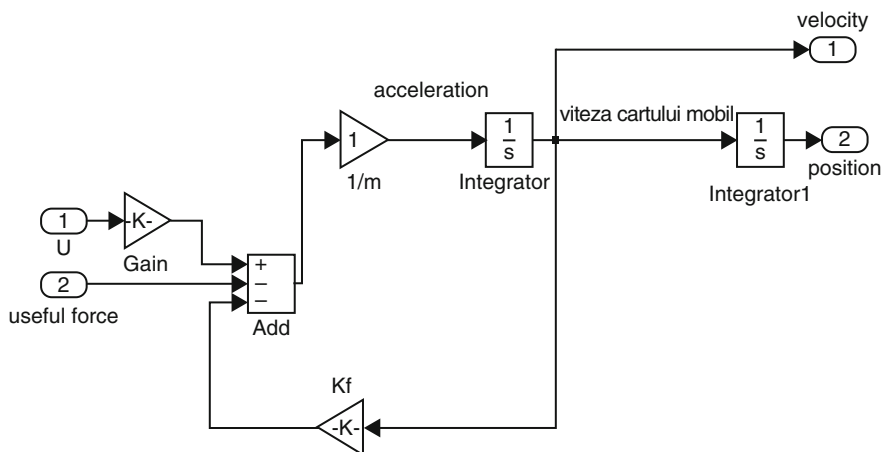 velocity
1
acceleration
viteza cartului mobil
1
1
s
1
s
2
1/m
Integrator
Integrator1
position
1
-K-
U
Gain
+
2
–
–
useful force
Add
Kf
-K-